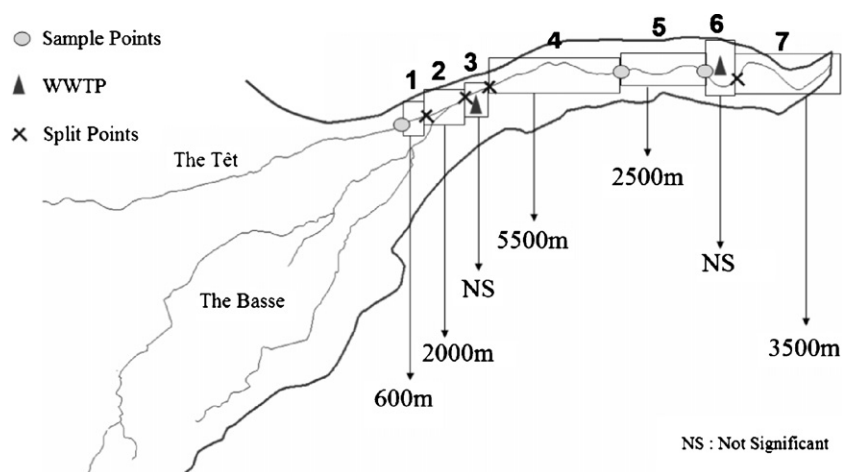 Sample Points
WWTP
Split Points
1
2
3
4
5
6
7
The Têt
The Basse
600m
2000m
NS
5500m
2500m
NS
3500m
NS : Not Significant